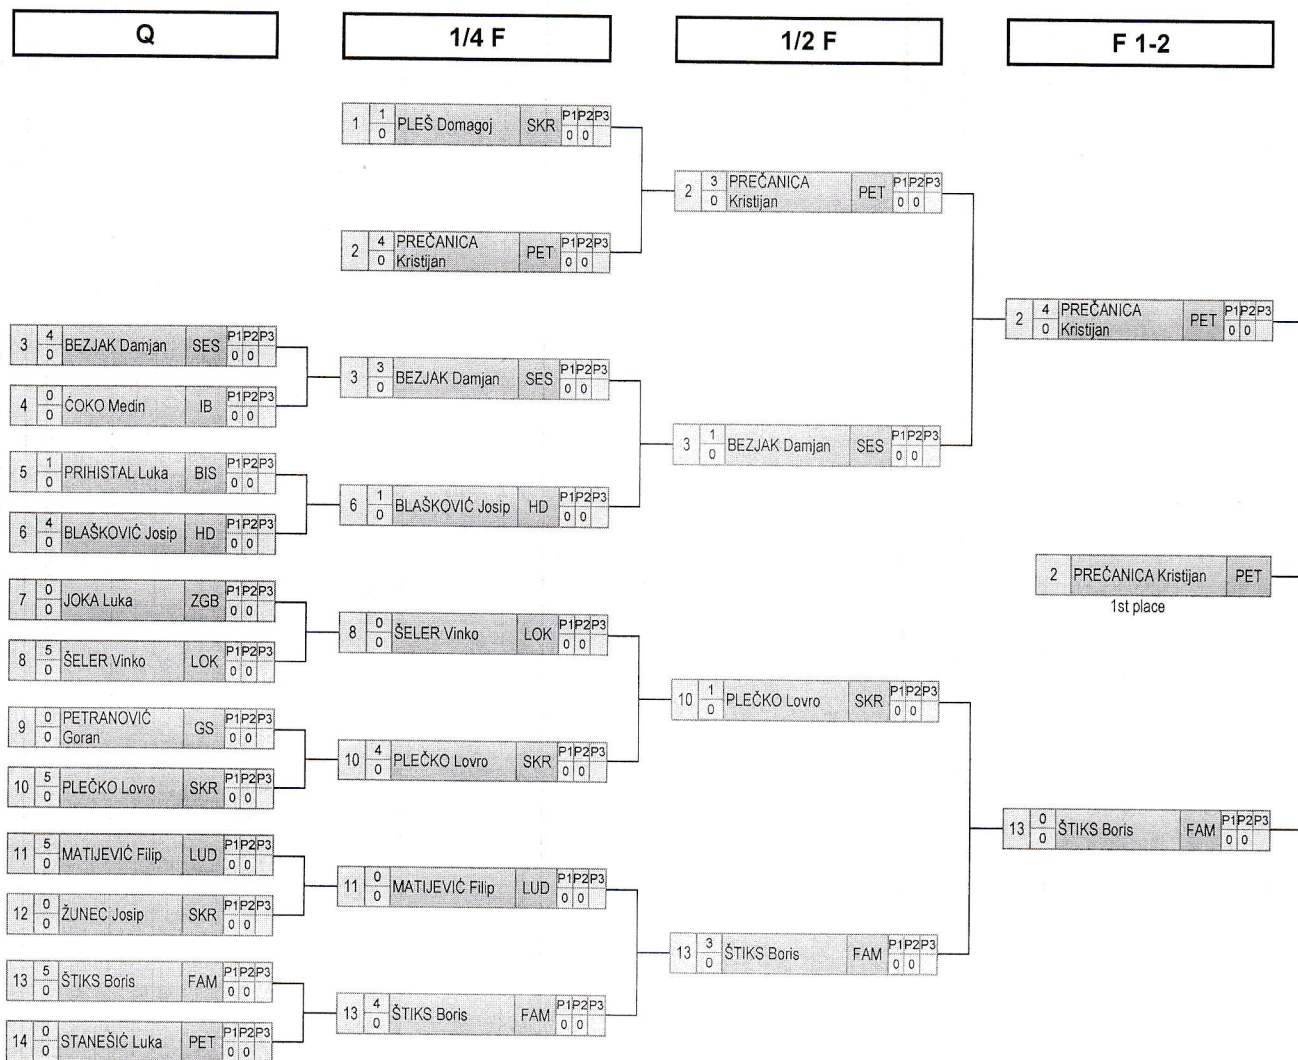 Q
1/4 F
1/2 F
F 1-2
1 1 0 PLEŠ Domagoj SKR P1 P2 P3 0 0
2 4 0 PREČANICA Kristijan PET P1 P2 P3 0 0
3 4 0 BEZJAK Damjan SES P1 P2 P3 0 0
4 0 0 ĆOKO Medin IB P1 P2 P3 0 0
5 1 0 PRIHISTAL Luka BIS P1 P2 P3 0 0
6 4 0 BLAŠKOVIĆ Josip HD P1 P2 P3 0 0
7 0 0 JOKA Luka ZGB P1 P2 P3 0 0
8 5 0 ŠELER Vinko LOK P1 P2 P3 0 0
9 0 0 PETRANOVIĆ Goran GS P1 P2 P3 0 0
10 5 0 PLEČKO Lovro SKR P1 P2 P3 0 0
11 5 0 MATIJEVIĆ Filip LUD P1 P2 P3 0 0
12 0 0 ŽUNEC Josip SKR P1 P2 P3 0 0
13 5 0 ŠTIKS Boris FAM P1 P2 P3 0 0
14 0 0 STANEŠIĆ Luka PET P1 P2 P3 0 0
3 3 0 BEZJAK Damjan SES P1 P2 P3 0 0
6 1 0 BLAŠKOVIĆ Josip HD P1 P2 P3 0 0
8 0 0 ŠELER Vinko LOK P1 P2 P3 0 0
10 4 0 PLEČKO Lovro SKR P1 P2 P3 0 0
11 0 0 MATIJEVIĆ Filip LUD P1 P2 P3 0 0
13 4 0 ŠTIKS Boris FAM P1 P2 P3 0 0
2 3 0 PREČANICA Kristijan PET P1 P2 P3 0 0
3 1 0 BEZJAK Damjan SES P1 P2 P3 0 0
10 1 0 PLEČKO Lovro SKR P1 P2 P3 0 0
13 3 0 ŠTIKS Boris FAM P1 P2 P3 0 0
2 4 0 PREČANICA Kristijan PET P1 P2 P3 0 0
2 PREČANICA Kristijan PET
1st place
13 0 0 ŠTIKS Boris FAM P1 P2 P3 0 0